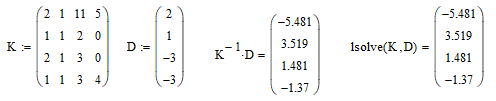 K := ( 2 1 11 5
1 1 2 0
2 1 3 0
1 1 3 4 )
D := ( 2
1
-3
-3 )
K^-1·D = ( -5.481
3.519
1.481
-1.37 )
lsolve(K,D) = ( -5.481
3.519
1.481
-1.37 )